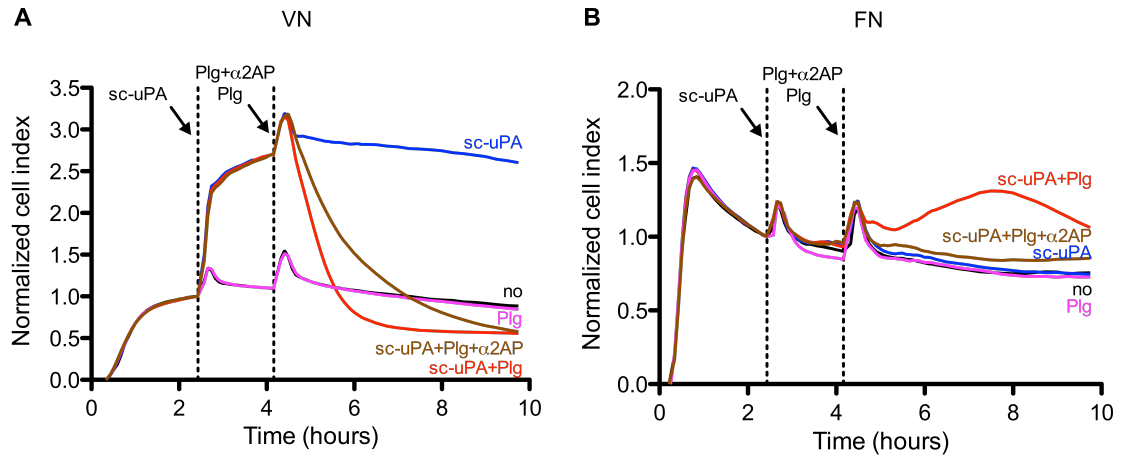 A
VN
Normalized cell index
3.5
3.0
2.5
2.0
1.5
1.0
0.5
0.0
sc-uPA
Plg+α2AP
Plg
sc-uPA
no
Plg
sc-uPA+Plg+α2AP
sc-uPA+Plg
0
2
4
6
8
10
Time (hours)
B
FN
Normalized cell index
2.0
1.5
1.0
0.5
0.0
sc-uPA
Plg+α2AP
Plg
sc-uPA+Plg
sc-uPA+Plg+α2AP
sc-uPA
no
Plg
0
2
4
6
8
10
Time (hours)